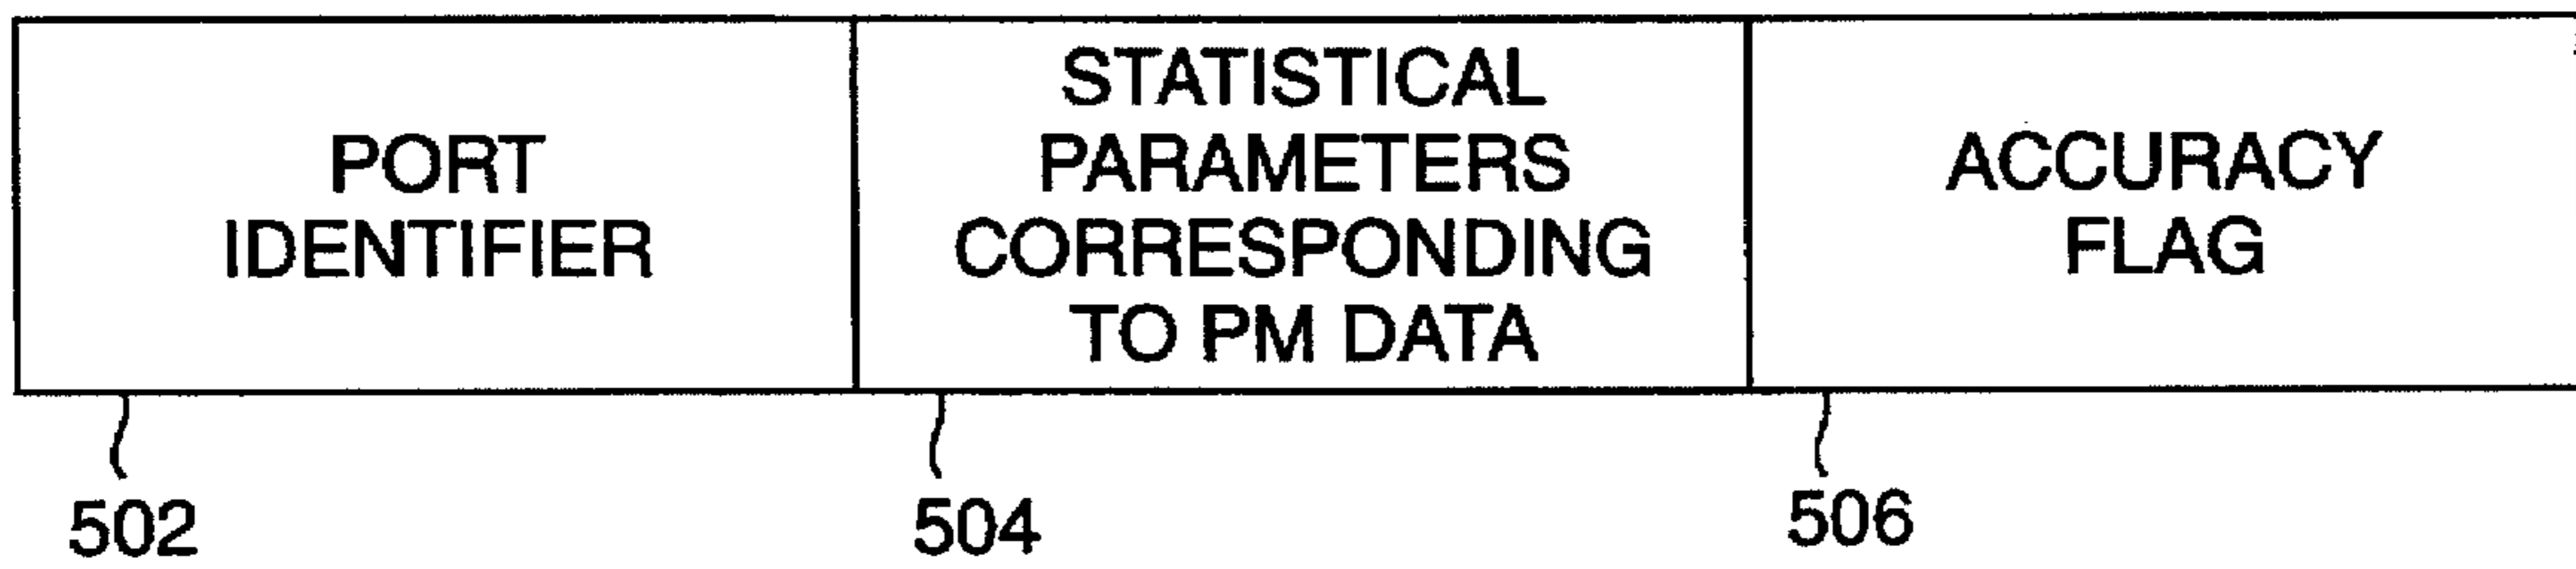 PORT
IDENTIFIER
STATISTICAL
PARAMETERS
CORRESPONDING
TO PM DATA
ACCURACY
FLAG
502
504
506